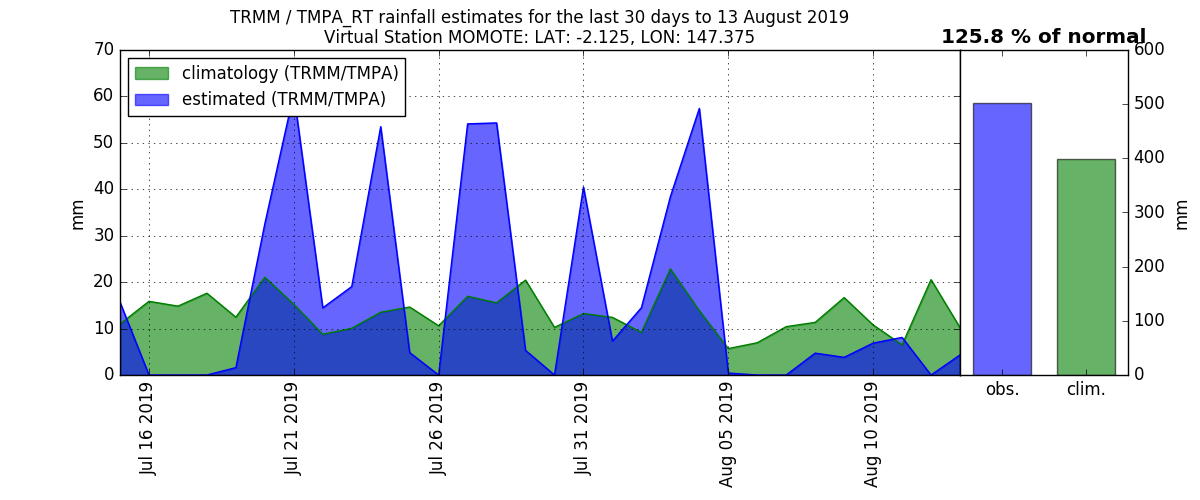 TRMM / TMPA_RT rainfall estimates for the last 30 days to 13 August 2019
Virtual Station MOMOTE: LAT: -2.125, LON: 147.375
125.8 % of normal
climatology (TRMM/TMPA)
estimated (TRMM/TMPA)
70
60
50
40
30
20
10
0
mm
Jul 16 2019
Jul 21 2019
Jul 26 2019
Jul 31 2019
Aug 05 2019
Aug 10 2019
obs.
clim.
600
500
400
300
200
100
0
mm